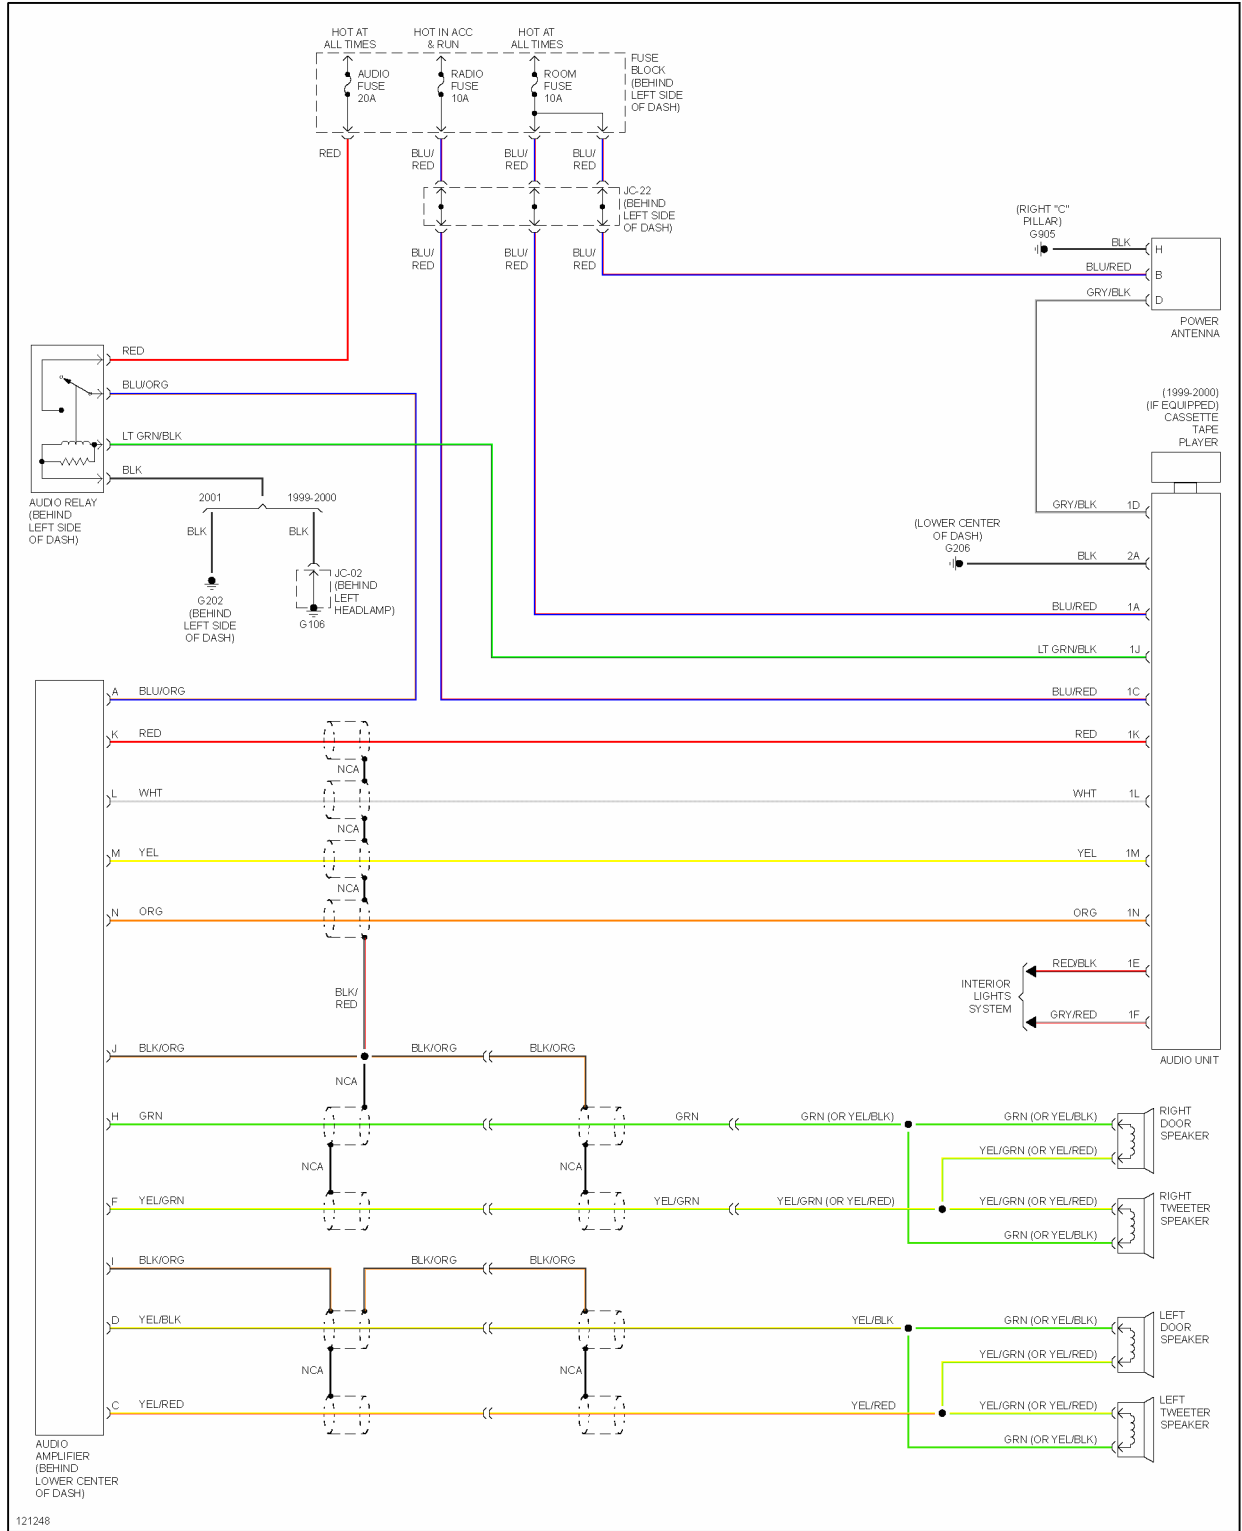 HOT AT
ALL TIMES
HOT IN ACC
& RUN
HOT AT
ALL TIMES
AUDIO
FUSE
20A
RADIO
FUSE
10A
ROOM
FUSE
10A
FUSE
BLOCK
(BEHIND
LEFT SIDE
OF DASH)
RED
BLU/
RED
BLU/
RED
BLU/
RED
JC-22
(BEHIND
LEFT SIDE
OF DASH)
BLU/
RED
BLU/
RED
BLU/
RED
(RIGHT "C"
PILLAR)
G905
BLK
H
BLU/RED
B
GRY/BLK
D
POWER
ANTENNA
RED
BLU/ORG
LT GRN/BLK
BLK
AUDIO RELAY
(BEHIND
LEFT SIDE
OF DASH)
2001
1999-2000
BLK
BLK
G202
(BEHIND
LEFT SIDE
OF DASH)
JC-02
(BEHIND
LEFT
HEADLAMP)
G106
(1999-2000)
(IF EQUIPPED)
CASSETTE
TAPE
PLAYER
GRY/BLK 1D
(LOWER CENTER
OF DASH)
G206
BLK 2A
BLU/RED 1A
LT GRN/BLK 1J
A BLU/ORG
BLU/RED 1C
K RED
RED 1K
NCA
L WHT
WHT 1L
NCA
M YEL
YEL 1M
NCA
N ORG
ORG 1N
RED/BLK 1E
INTERIOR
LIGHTS
SYSTEM
GRY/RED 1F
AUDIO UNIT
BLK/
RED
J BLK/ORG
BLK/ORG
BLK/ORG
NCA
H GRN
GRN
GRN (OR YEL/BLK)
GRN (OR YEL/BLK)
RIGHT
DOOR
SPEAKER
YEL/GRN (OR YEL/RED)
NCA
NCA
F YEL/GRN
YEL/GRN
YEL/GRN (OR YEL/RED)
YEL/GRN (OR YEL/RED)
RIGHT
TWEETER
SPEAKER
GRN (OR YEL/BLK)
I BLK/ORG
BLK/ORG
BLK/ORG
D YEL/BLK
YEL/BLK
GRN (OR YEL/BLK)
LEFT
DOOR
SPEAKER
YEL/GRN (OR YEL/RED)
NCA
NCA
C YEL/RED
YEL/RED
YEL/GRN (OR YEL/RED)
LEFT
TWEETER
SPEAKER
GRN (OR YEL/BLK)
AUDIO
AMPLIFIER
(BEHIND
LOWER CENTER
OF DASH)
121248